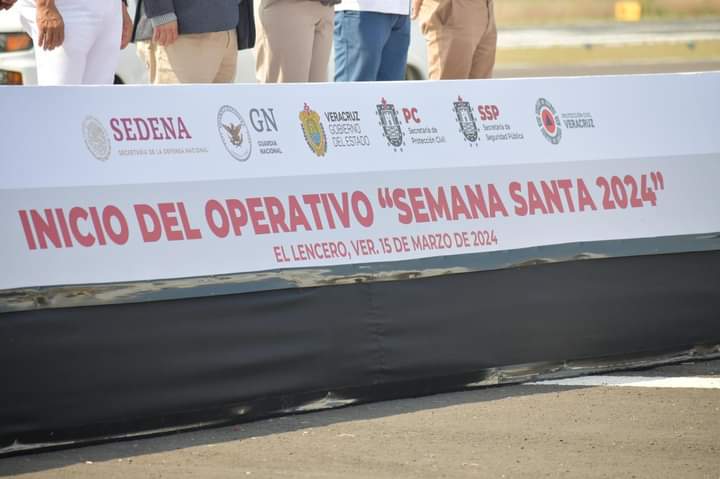 SEDENA
SECRETARÍA DE LA DEFENSA NACIONAL
GN
GUARDIA
NACIONAL
VERACRUZ
GOBIERNO
DEL ESTADO
PC
Secretaría de
Protección Civil
SSP
Secretaría de
Seguridad Pública
PROTECCIÓN CIVIL
VERACRUZ
INICIO DEL OPERATIVO “SEMANA SANTA 2024”
EL LENCERO, VER. 15 DE MARZO DE 2024